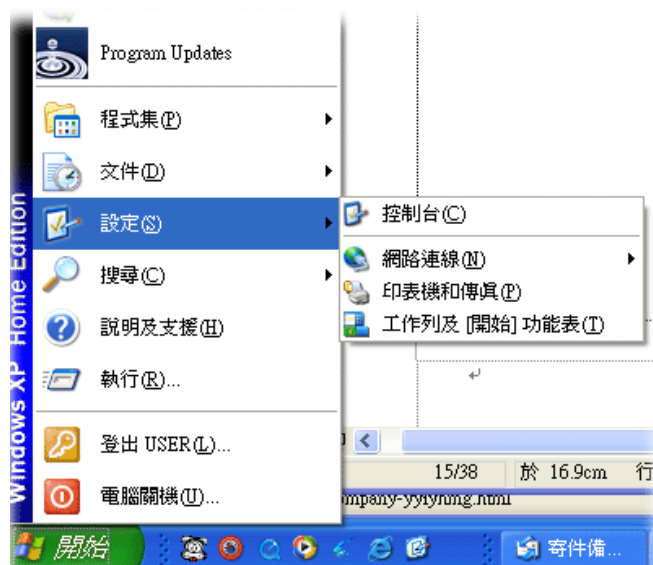 Program Updates
程式集(P)
文件(D)
設定(S)
搜尋(C)
說明及支援(H)
執行(R)...
登出 USER(L)...
電腦關機(U)...
Windows XP Home Edition
控制台(C)
網路連線(N)
印表機和傳真(P)
工作列及 [開始] 功能表(T)
15/38 於 16.9cm 行
開始
寄件備...